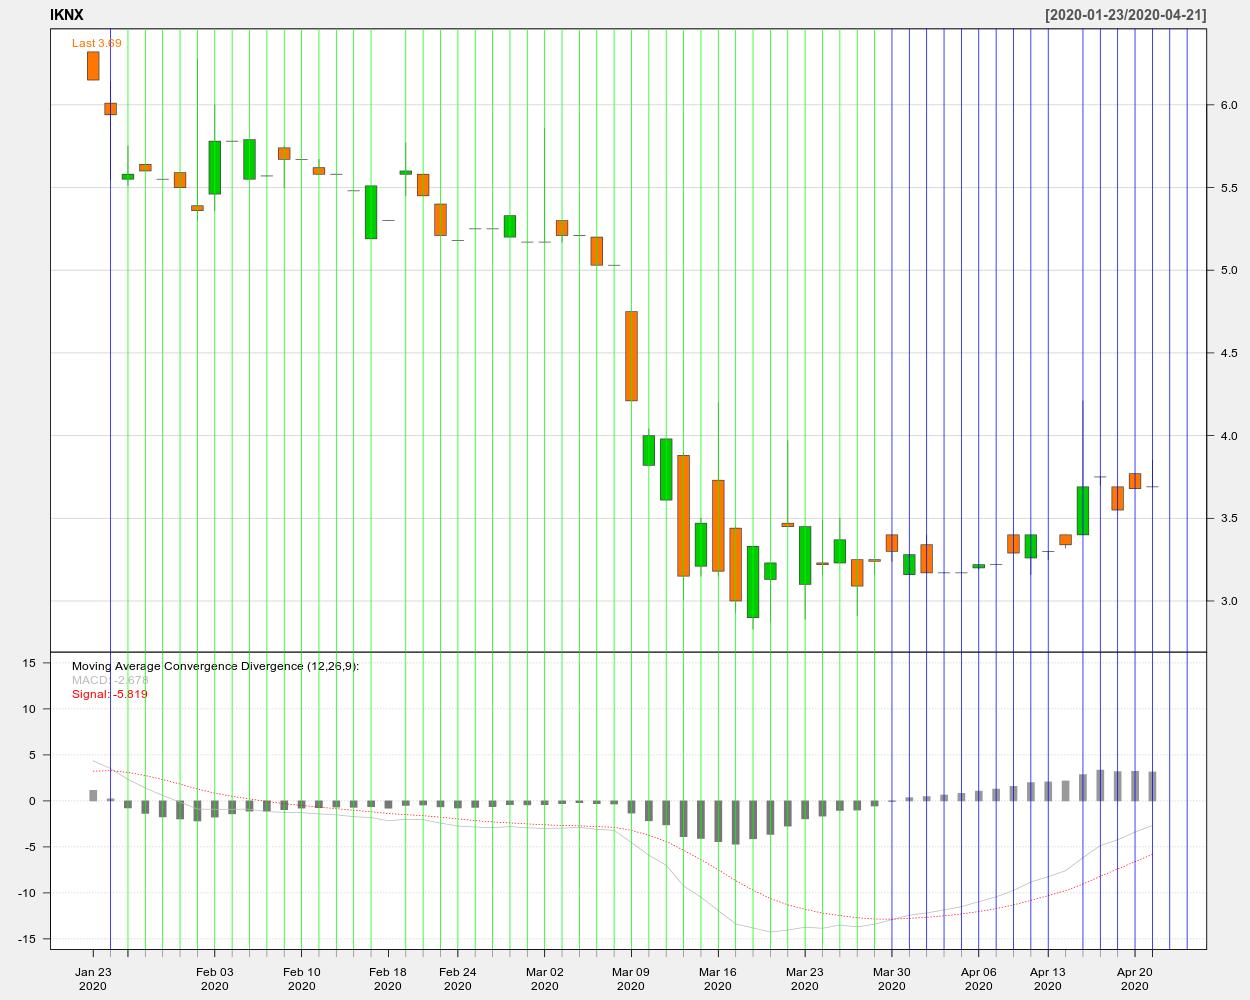 IKNX [2020-01-23/2020-04-21]
Last 3.69
6.0
5.5
5.0
4.5
4.0
3.5
3.0
Moving Average Convergence Divergence (12,26,9):
MACD: -2.678
Signal: -5.819
15
10
5
0
-5
-10
-15
Jan 23 Feb 03 Feb 10 Feb 18 Feb 24 Mar 02 Mar 09 Mar 16 Mar 23 Mar 30 Apr 06 Apr 13 Apr 20
2020 2020 2020 2020 2020 2020 2020 2020 2020 2020 2020 2020 2020